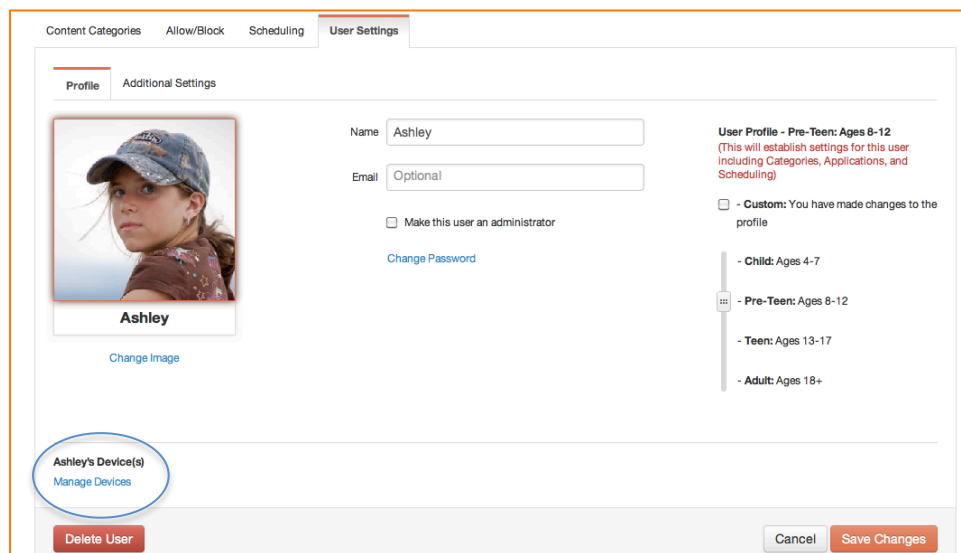 Content Categories Allow/Block Scheduling User Settings
Profile Additional Settings
Name Ashley
Email Optional
Make this user an administrator
Change Password
Ashley
Change Image
User Profile - Pre-Teen: Ages 8-12
(This will establish settings for this user
including Categories, Applications, and
Scheduling)
- Custom: You have made changes to the
profile
- Child: Ages 4-7
- Pre-Teen: Ages 8-12
- Teen: Ages 13-17
- Adult: Ages 18+
Ashley's Device(s)
Manage Devices
Delete User Cancel Save Changes